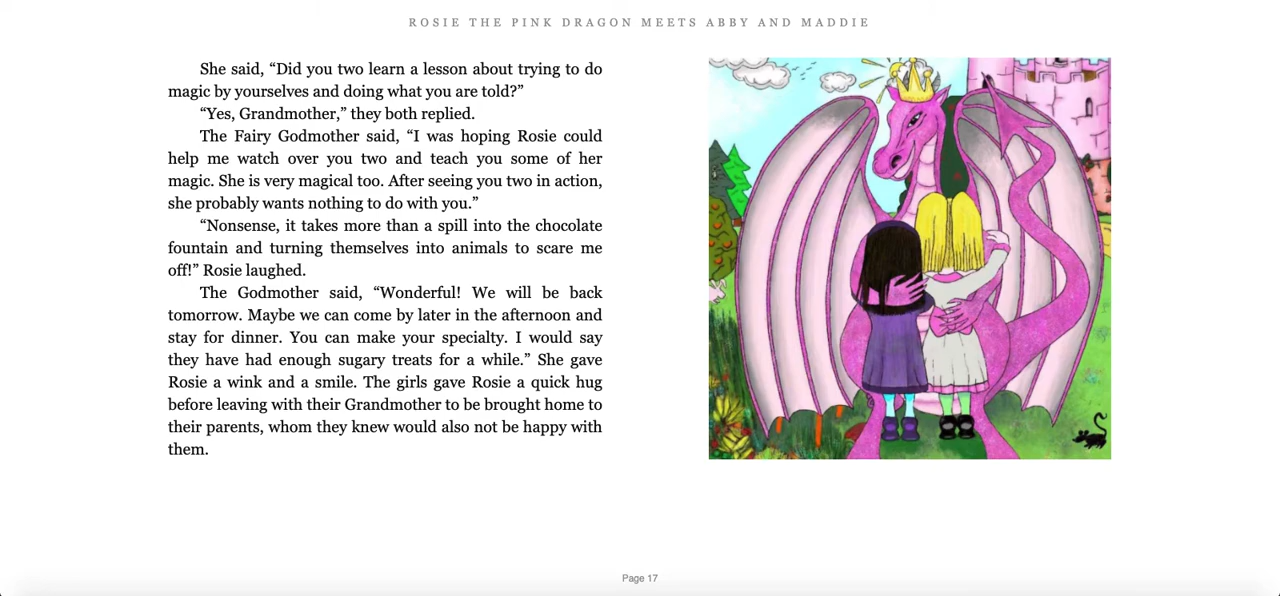 ROSIE THE PINK DRAGON MEETS ABBY AND MADDIE
She said, “Did you two learn a lesson about trying to do
magic by yourselves and doing what you are told?”
“Yes, Grandmother,” they both replied.
The Fairy Godmother said, “I was hoping Rosie could
help me watch over you two and teach you some of her
magic. She is very magical too. After seeing you two in action,
she probably wants nothing to do with you.”
“Nonsense, it takes more than a spill into the chocolate
fountain and turning themselves into animals to scare me
off!” Rosie laughed.
The Godmother said, “Wonderful! We will be back
tomorrow. Maybe we can come by later in the afternoon and
stay for dinner. You can make your specialty. I would say
they have had enough sugary treats for a while.” She gave
Rosie a wink and a smile. The girls gave Rosie a quick hug
before leaving with their Grandmother to be brought home to
their parents, whom they knew would also not be happy with
them.
Page 17